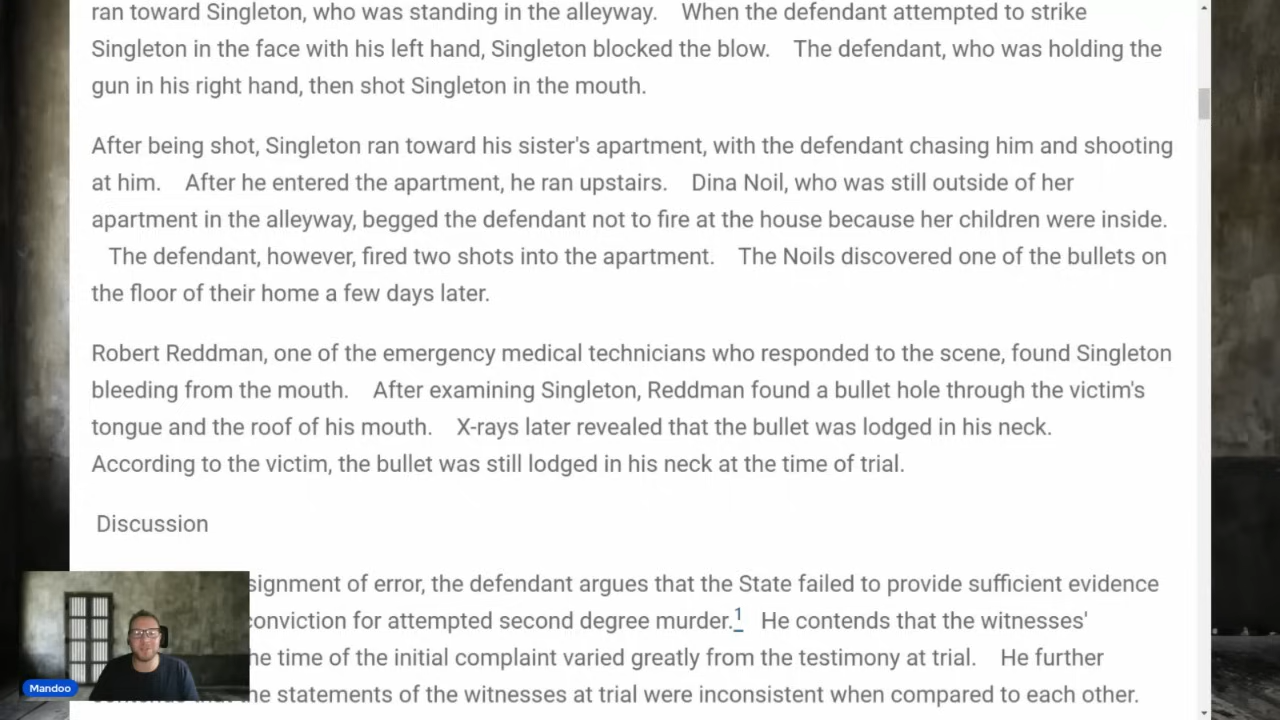 ran toward Singleton, who was standing in the alleyway. When the defendant attempted to strike
Singleton in the face with his left hand, Singleton blocked the blow. The defendant, who was holding the
gun in his right hand, then shot Singleton in the mouth.
After being shot, Singleton ran toward his sister's apartment, with the defendant chasing him and shooting
at him. After he entered the apartment, he ran upstairs. Dina Noil, who was still outside of her
apartment in the alleyway, begged the defendant not to fire at the house because her children were inside.
The defendant, however, fired two shots into the apartment. The Noils discovered one of the bullets on
the floor of their home a few days later.
Robert Reddman, one of the emergency medical technicians who responded to the scene, found Singleton
bleeding from the mouth. After examining Singleton, Reddman found a bullet hole through the victim's
tongue and the roof of his mouth. X-rays later revealed that the bullet was lodged in his neck.
According to the victim, the bullet was still lodged in his neck at the time of trial.
Discussion
signment of error, the defendant argues that the State failed to provide sufficient evidence
conviction for attempted second degree murder.1 He contends that the witnesses'
he time of the initial complaint varied greatly from the testimony at trial. He further
statements of the witnesses at trial were inconsistent when compared to each other.
Mandoo